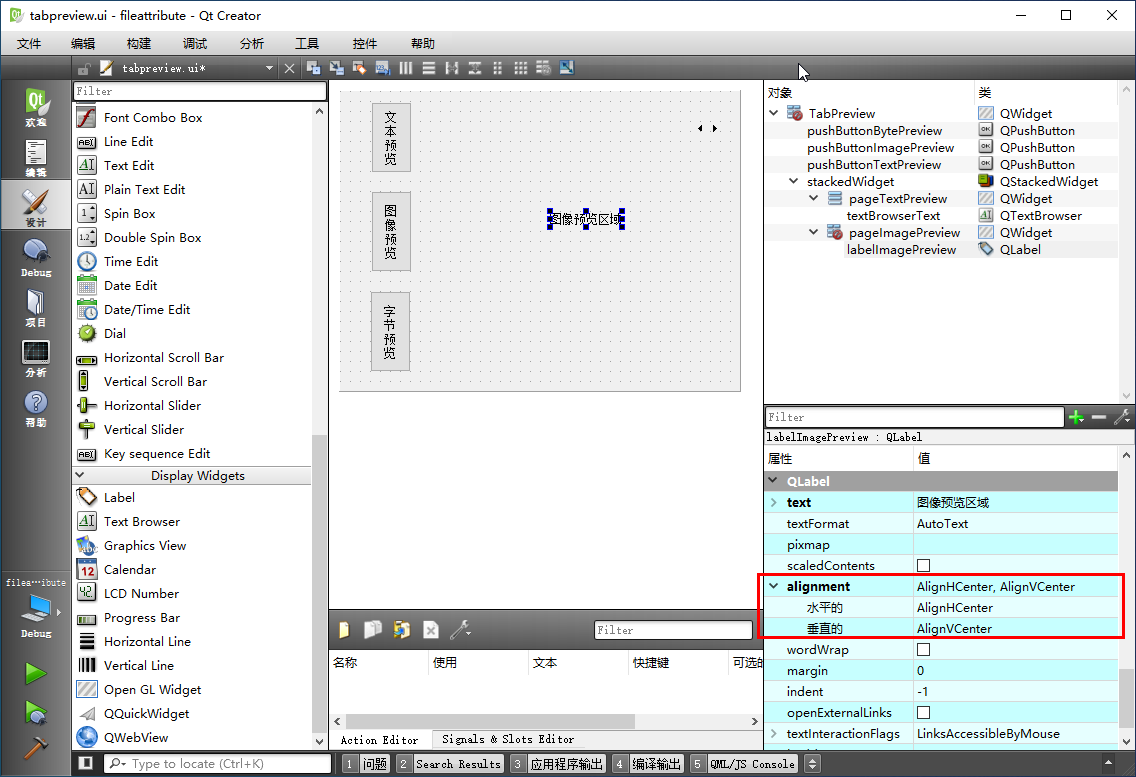 tabpreview.ui - fileattribute - Qt Creator
文件 编辑 构建 调试 分析 工具 控件 帮助
tabpreview.ui*
欢迎
编辑
设计
Debug
项目
分析
帮助
filea…ibute
Debug
Filter
Font Combo Box
Line Edit
Text Edit
Plain Text Edit
Spin Box
Double Spin Box
Time Edit
Date Edit
Date/Time Edit
Dial
Horizontal Scroll Bar
Vertical Scroll Bar
Horizontal Slider
Vertical Slider
Key sequence Edit
Display Widgets
Label
Text Browser
Graphics View
Calendar
LCD Number
Progress Bar
Horizontal Line
Vertical Line
Open GL Widget
QQuickWidget
QWebView
文本预览
图像预览
字节预览
图像预览区域
Filter
名称 使用 文本 快捷键 可选的
Action Editor Signals & Slots Editor
对象 类
TabPreview QWidget
pushButtonBytePreview QPushButton
pushButtonImagePreview QPushButton
pushButtonTextPreview QPushButton
stackedWidget QStackedWidget
pageTextPreview QWidget
textBrowserText QTextBrowser
pageImagePreview QWidget
labelImagePreview QLabel
Filter
labelImagePreview : QLabel
属性 值
QLabel
text 图像预览区域
textFormat AutoText
pixmap
scaledContents
alignment AlignHCenter, AlignVCenter
水平的 AlignHCenter
垂直的 AlignVCenter
wordWrap
margin 0
indent -1
openExternalLinks
textInteractionFlags LinksAccessibleByMouse
Type to locate (Ctrl+K) 1 问题 2 Search Results 3 应用程序输出 4 编译输出 5 QML/JS Console